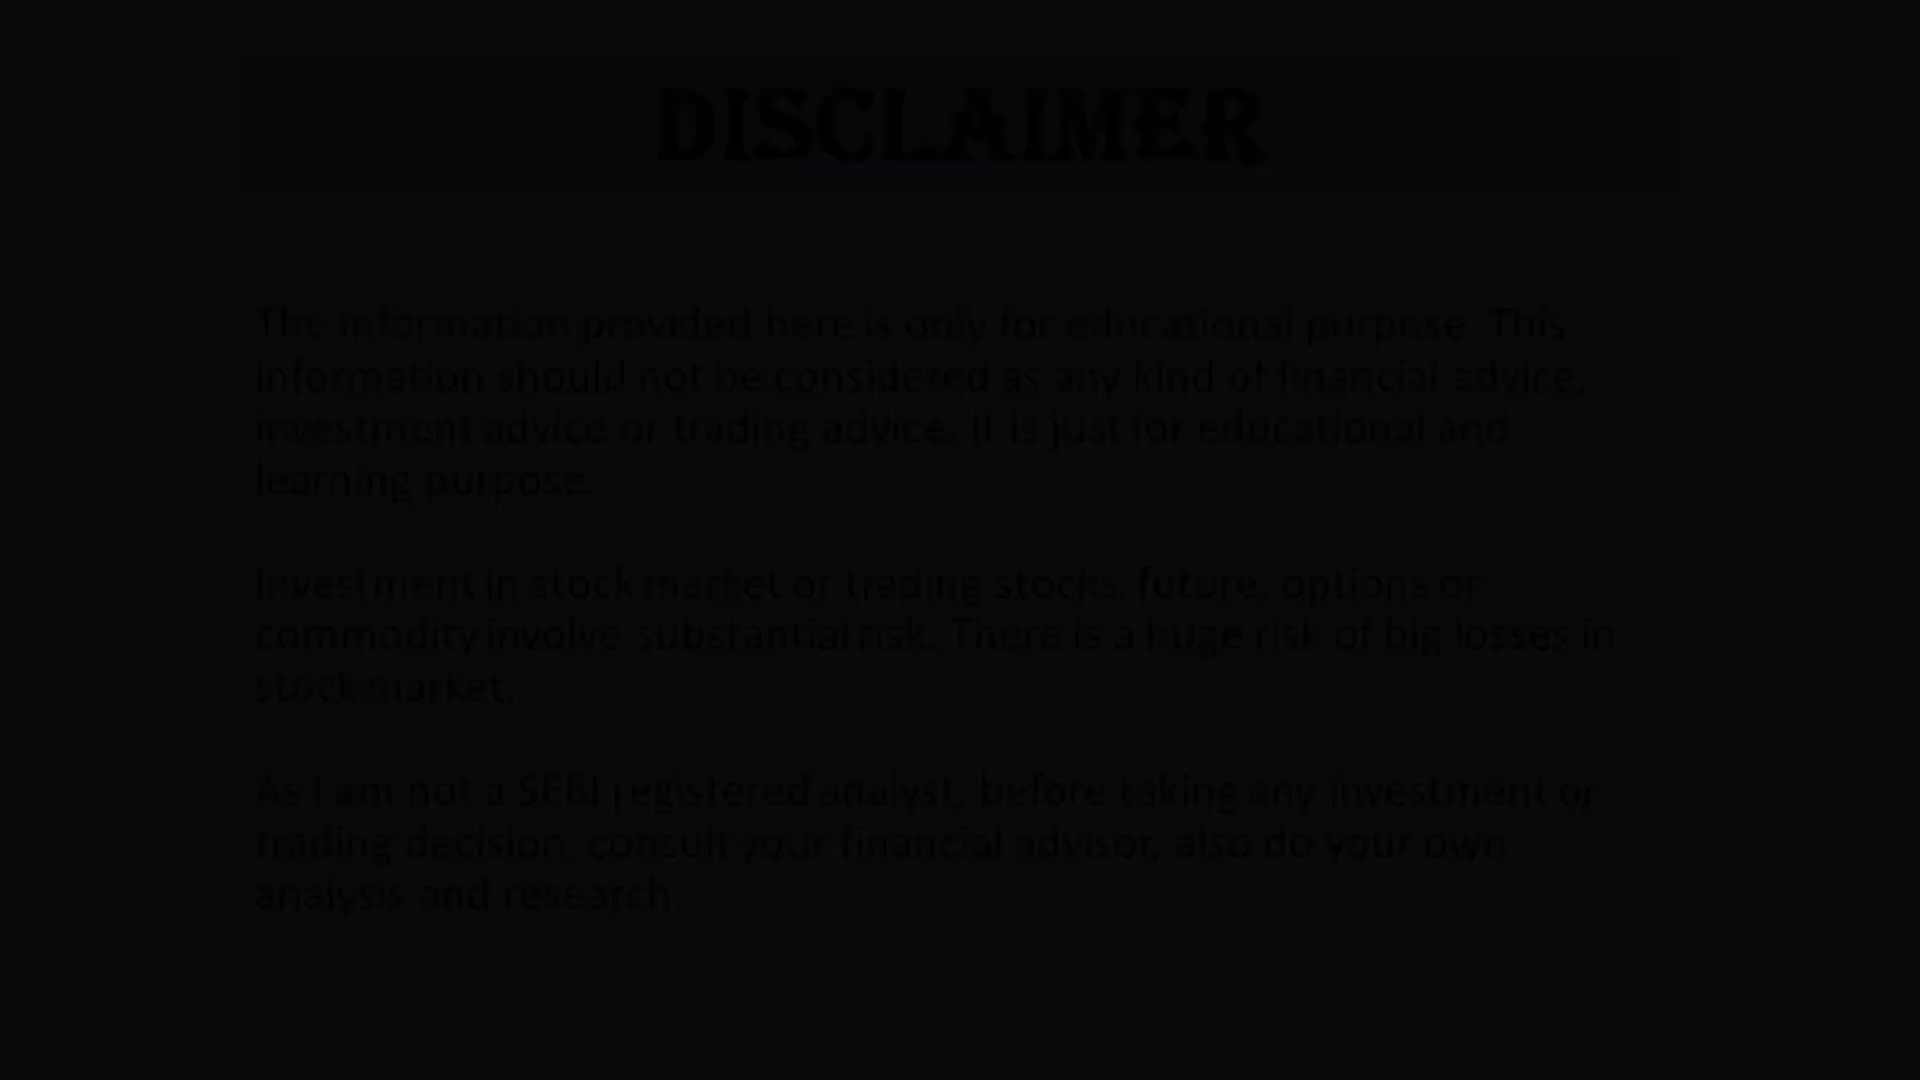 DISCLAIMER
The information provided here is only for educational purpose. This
information should not be considered as any kind of financial advice,
investment advice or trading advice. It is just for educational and
learning purpose.
Investment in stock market or trading stocks, future, options or
commodity involve substantial risk. There is a huge risk of big losses in
stock market.
As I am not a SEBI registered analyst, before taking any investment or
trading decision, consult your financial advisor, also do your own
analysis and research.